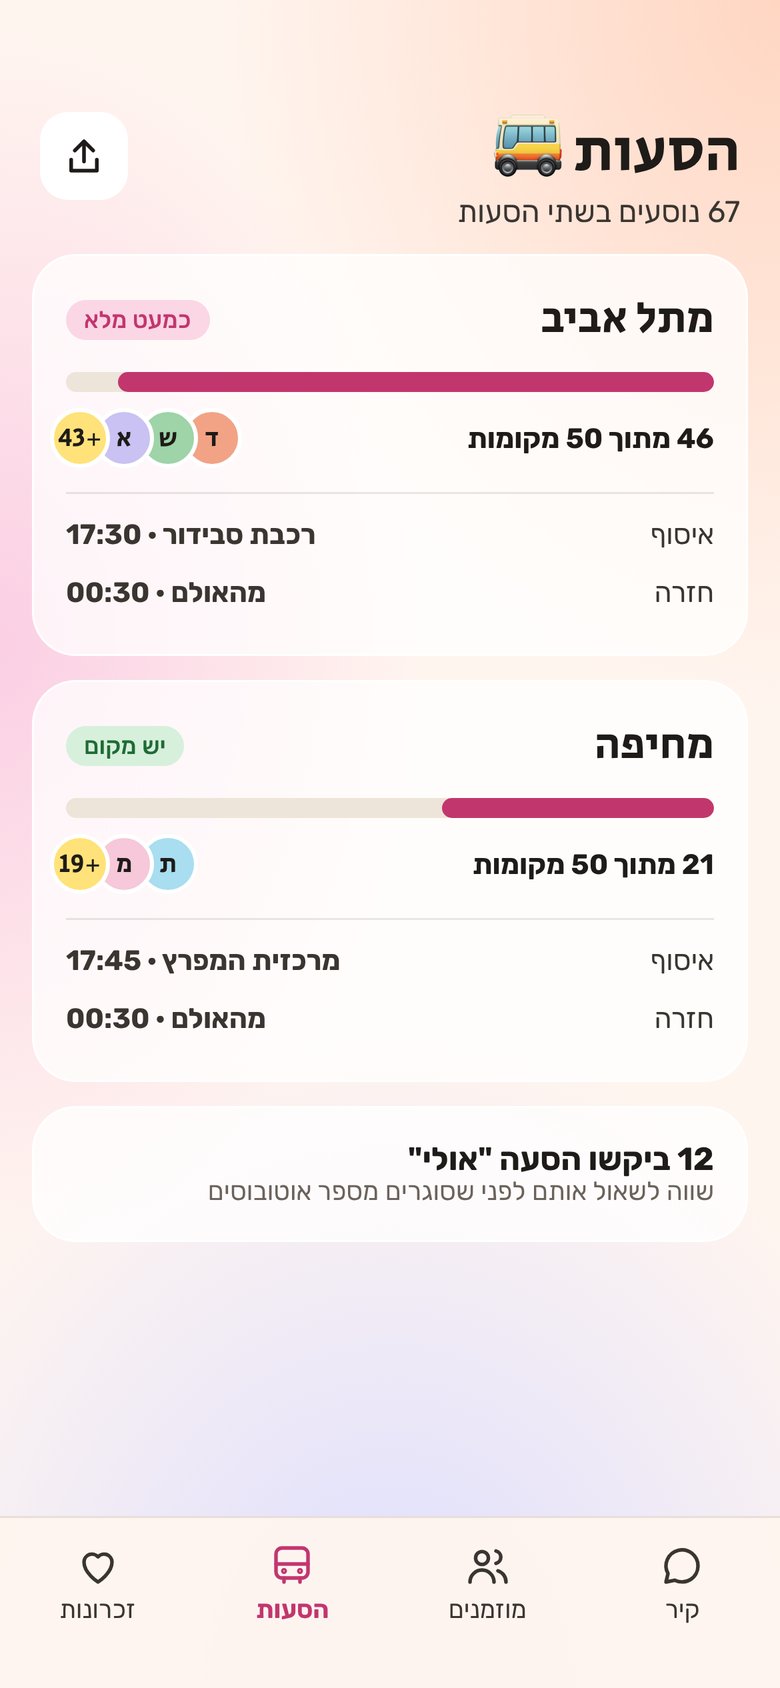 הסעות
67 נוסעים בשתי הסעות
מתל אביב
כמעט מלא
46 מתוך 50 מקומות
ד ש א +43
איסוף
רכבת סבידור • 17:30
חזרה
מהאולם • 00:30
מחיפה
יש מקום
21 מתוך 50 מקומות
ת מ +19
איסוף
מרכזית המפרץ • 17:45
חזרה
מהאולם • 00:30
12 ביקשו הסעה "אולי"
שווה לשאול אותם לפני שסוגרים מספר אוטובוסים
קיר
מוזמנים
הסעות
זכרונות